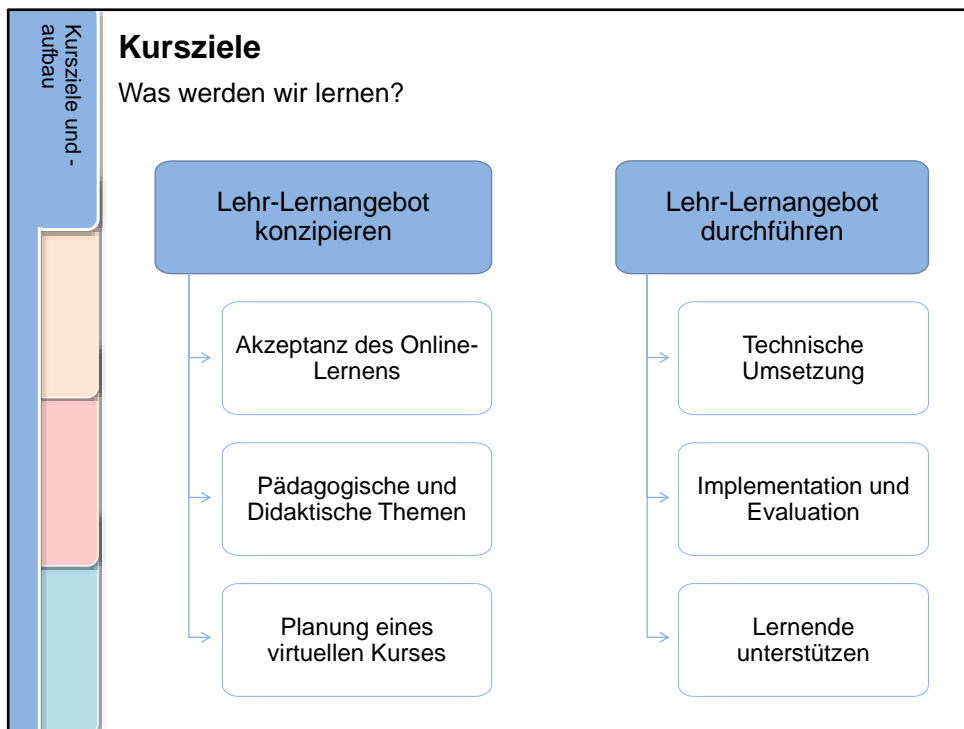 Kursziele und -
aufbau
Kursziele
Was werden wir lernen?
Lehr-Lernangebot
konzipieren
Akzeptanz des Online-
Lernens
Pädagogische und
Didaktische Themen
Planung eines
virtuellen Kurses
Lehr-Lernangebot
durchführen
Technische
Umsetzung
Implementation und
Evaluation
Lernende
unterstützen